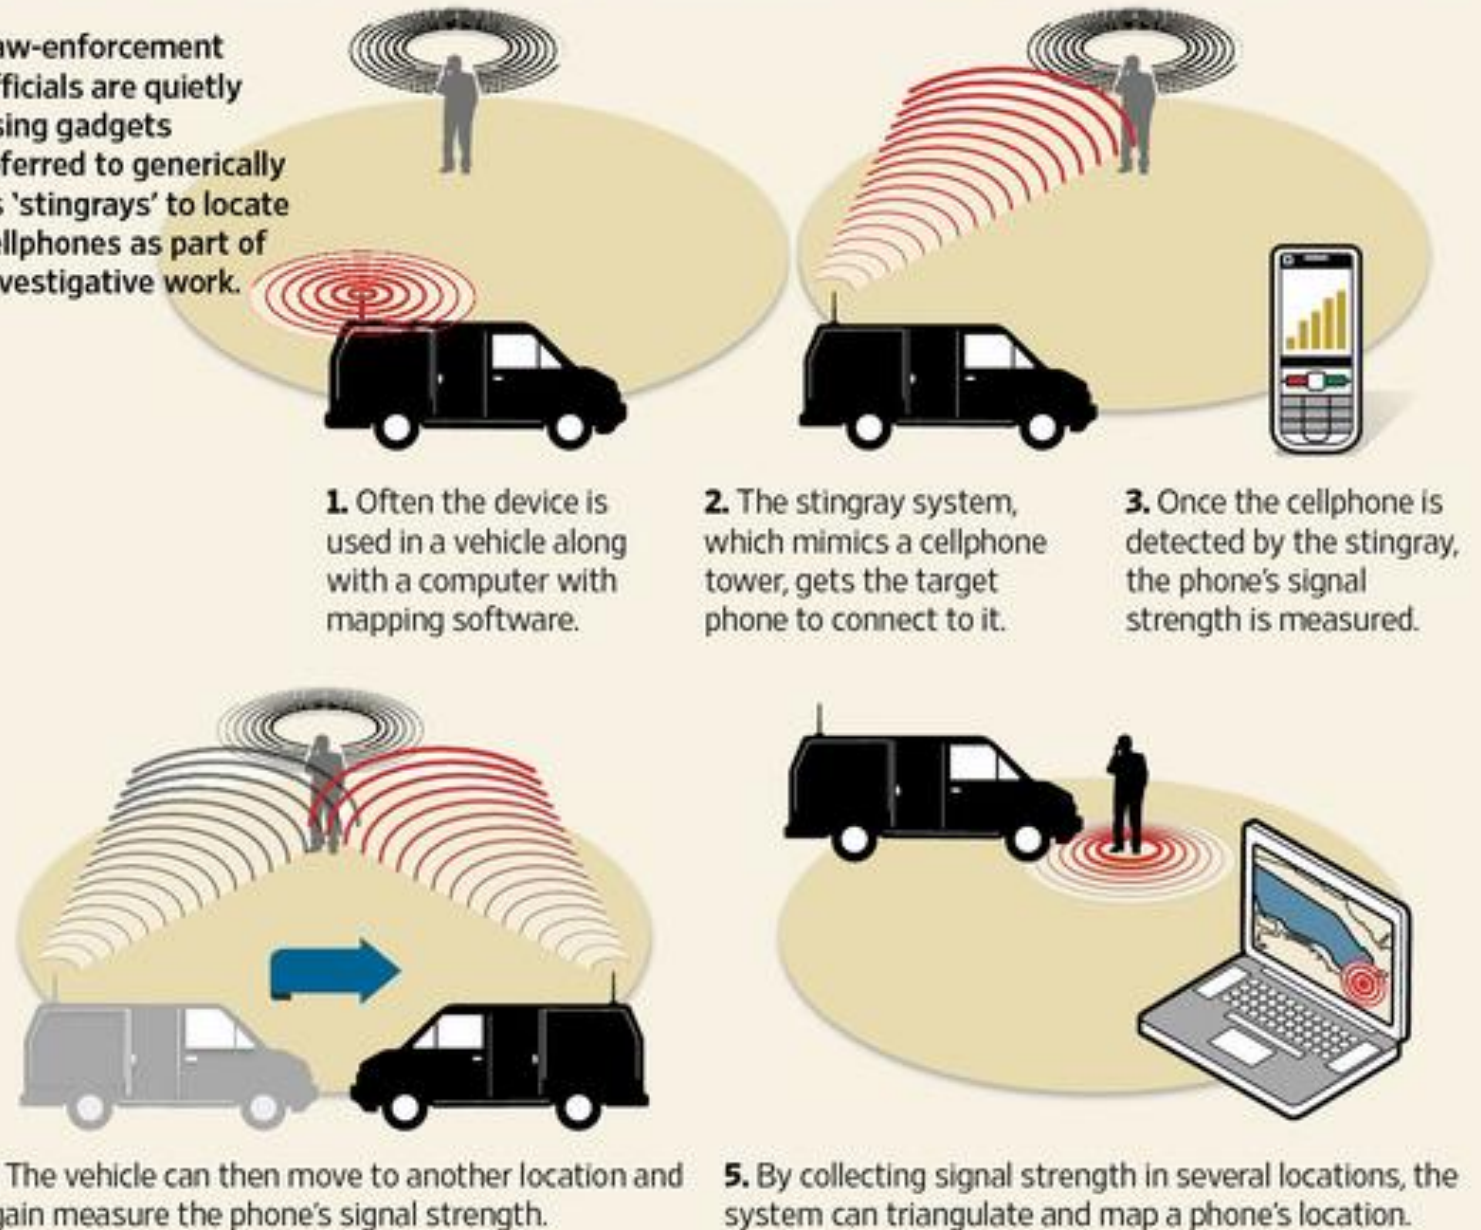 aw-enforcement
fficials are quietly
sing gadgets
ferred to generically
s 'stingrays' to locate
ellphones as part of
vestigative work.
1. Often the device is
used in a vehicle along
with a computer with
mapping software.
2. The stingray system,
which mimics a cellphone
tower, gets the target
phone to connect to it.
3. Once the cellphone is
detected by the stingray,
the phone's signal
strength is measured.
The vehicle can then move to another location and
gain measure the phone's signal strength.
5. By collecting signal strength in several locations, the
system can triangulate and map a phone's location.